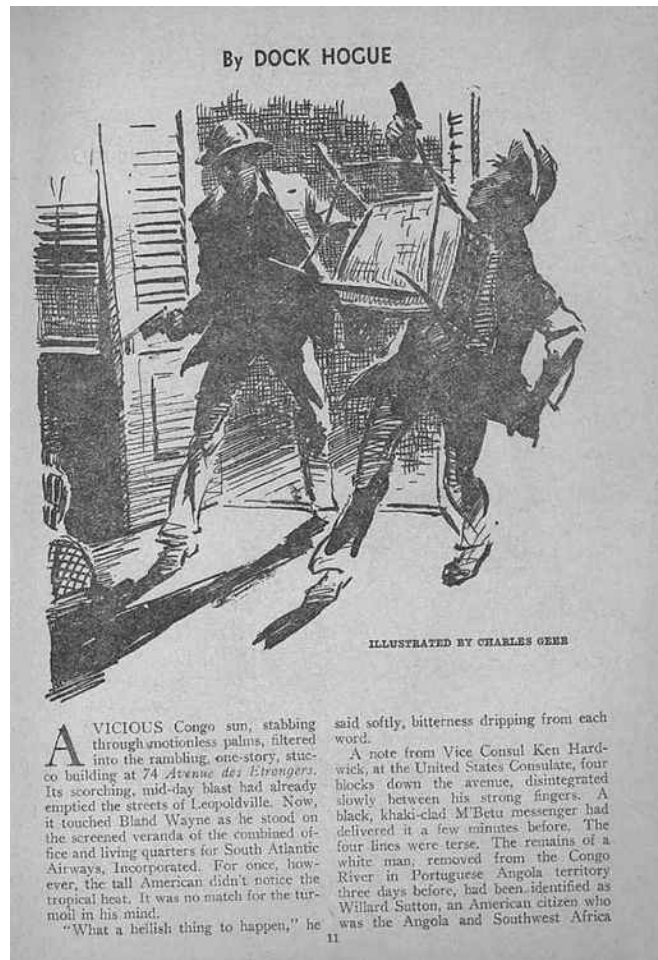 By DOCK HOGUE
ILLUSTRATED BY CHARLES GEER
A VICIOUS Congo sun, stabbing
through motionless palms, filtered
into the rambling, one-story, stuc-
co building at 74 Avenue des Etrangers.
Its scorching, mid-day blast had already
emptied the streets of Leopoldville. Now,
it touched Bland Wayne as he stood on
the screened veranda of the combined of-
fice and living quarters for South Atlantic
Airways, Incorporated. For once, how-
ever, the tall American didn't notice the
tropical heat. It was no match for the tur-
moil in his mind.
"What a hellish thing to happen," he
said softly, bitterness dripping from each
word.
A note from Vice Consul Ken Hard-
wick, at the United States Consulate, four
blocks down the avenue, disintegrated
slowly between his strong fingers. A
black, khaki-clad M'Betu messenger had
delivered it a few minutes before. The
four lines were terse. The remains of a
white man, removed from the Congo
River in Portuguese Angola territory
three days before, had been identified as
Willard Sutton, an American citizen who
was the Angola and Southwest Africa
11